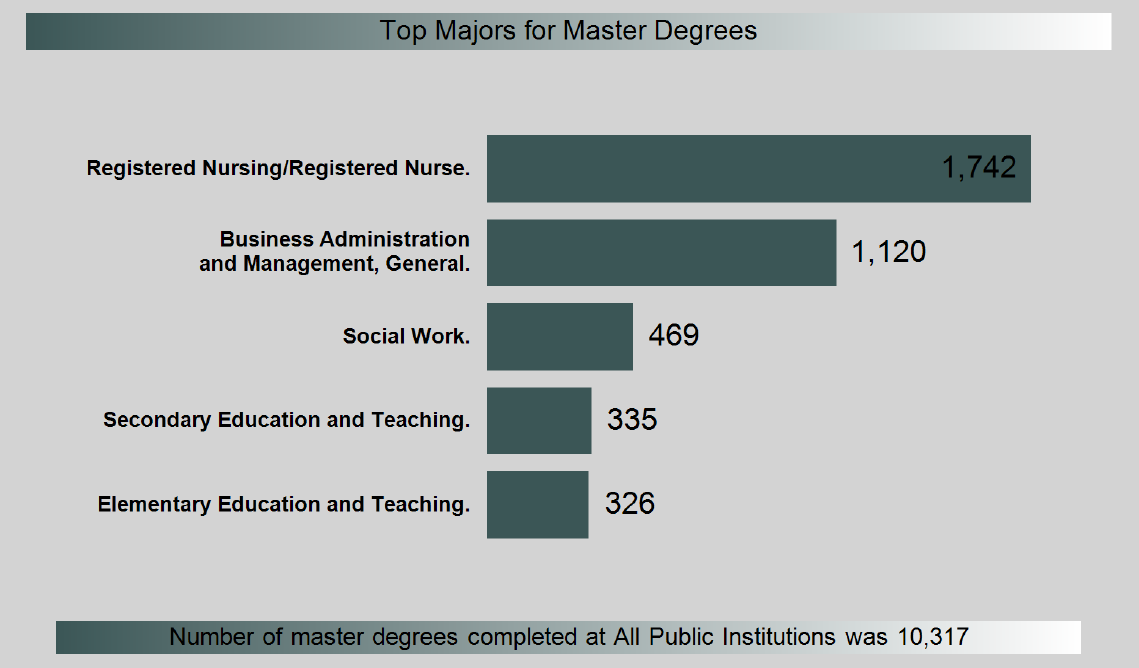 Top Majors for Master Degrees
Registered Nursing/Registered Nurse.
1,742
Business Administration
and Management, General.
1,120
Social Work.
469
Secondary Education and Teaching.
335
Elementary Education and Teaching.
326
Number of master degrees completed at All Public Institutions was 10,317